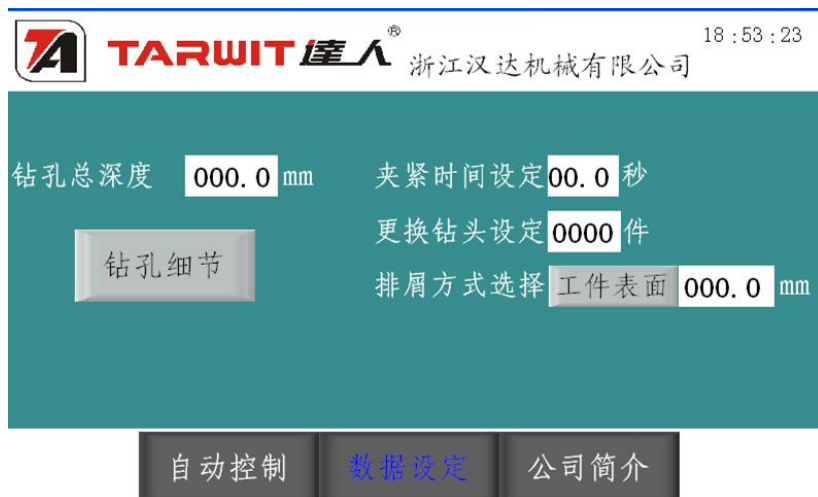 TARWIT 達人®
浙江汉达机械有限公司
18:53:23
钻孔总深度 000.0 mm
夹紧时间设定 00.0 秒
更换钻头设定 0000 件
钻孔细节
排屑方式选择 工件表面 000.0 mm
自动控制 数据设定 公司简介